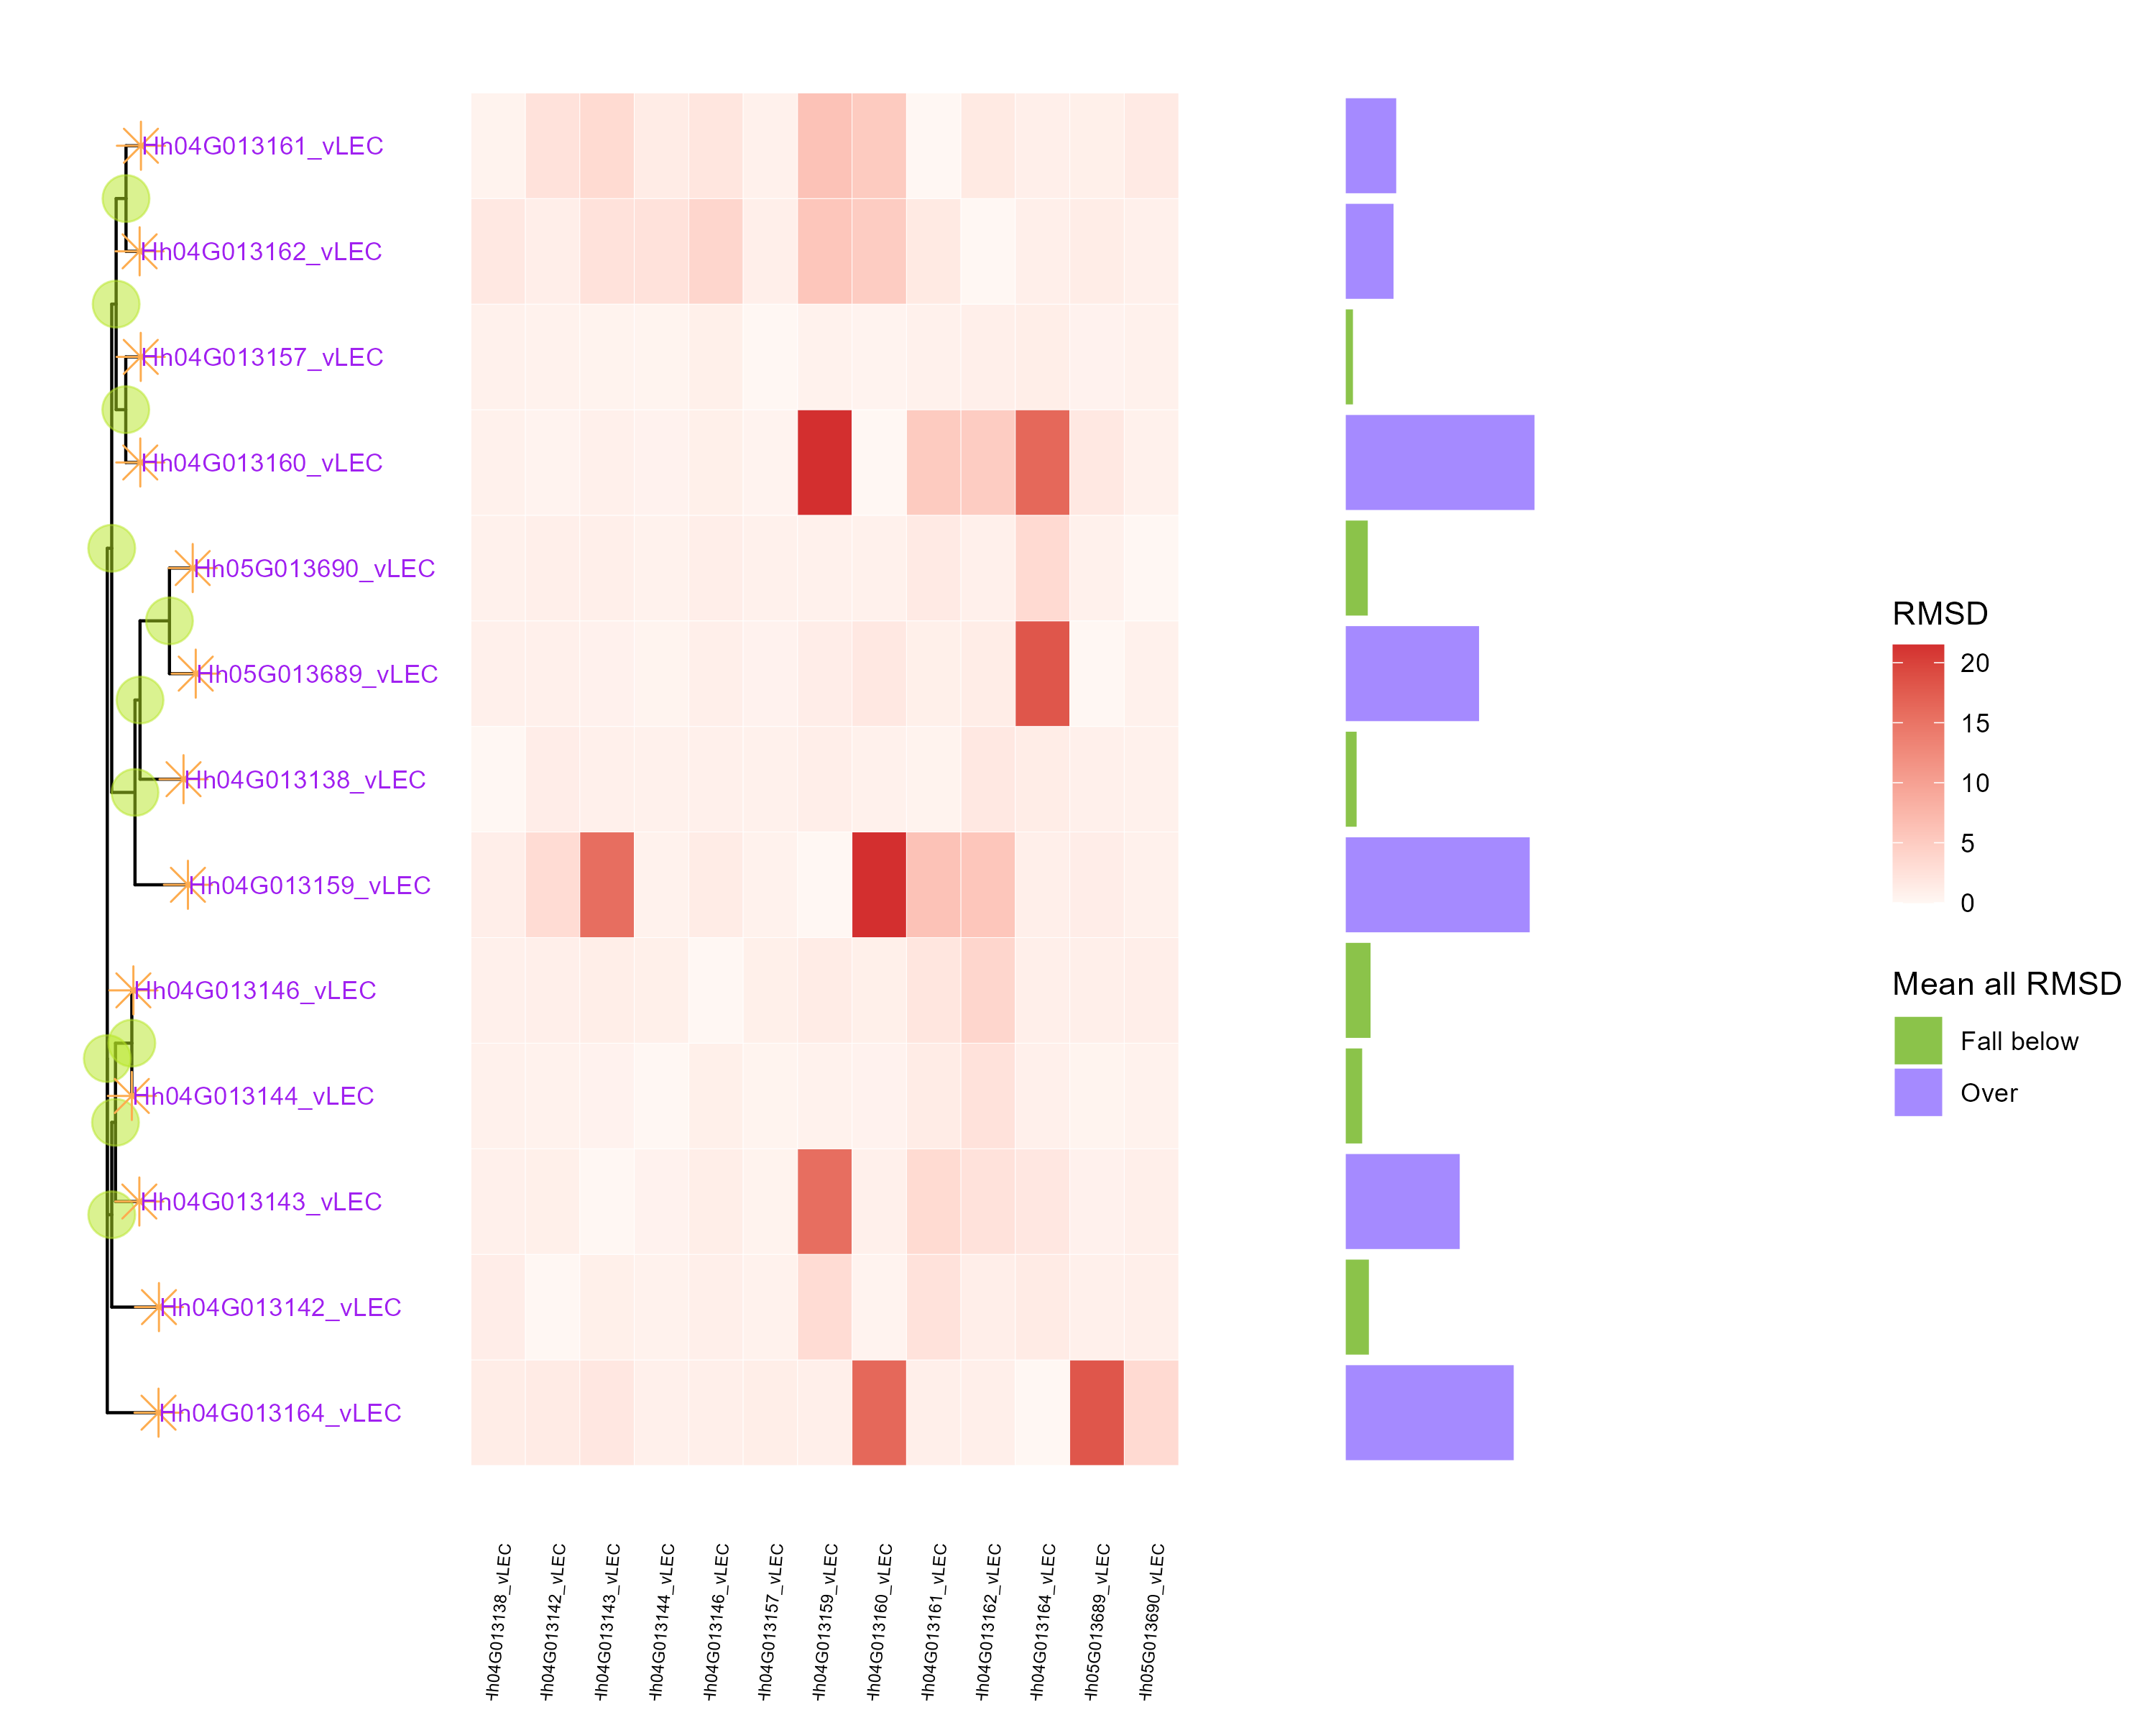 Hh04G013161_vLEC
Hh04G013162_vLEC
Hh04G013157_vLEC
Hh04G013160_vLEC
Hh05G013690_vLEC
Hh05G013689_vLEC
Hh04G013138_vLEC
Hh04G013159_vLEC
Hh04G013146_vLEC
Hh04G013144_vLEC
Hh04G013143_vLEC
Hh04G013142_vLEC
Hh04G013164_vLEC
RMSD
20
15
10
5
0
Mean all RMSD
Fall below
Over
Hh04G013138_vLEC
Hh04G013142_vLEC
Hh04G013143_vLEC
Hh04G013144_vLEC
Hh04G013146_vLEC
Hh04G013157_vLEC
Hh04G013159_vLEC
Hh04G013160_vLEC
Hh04G013161_vLEC
Hh04G013162_vLEC
Hh04G013164_vLEC
Hh05G013689_vLEC
Hh05G013690_vLEC